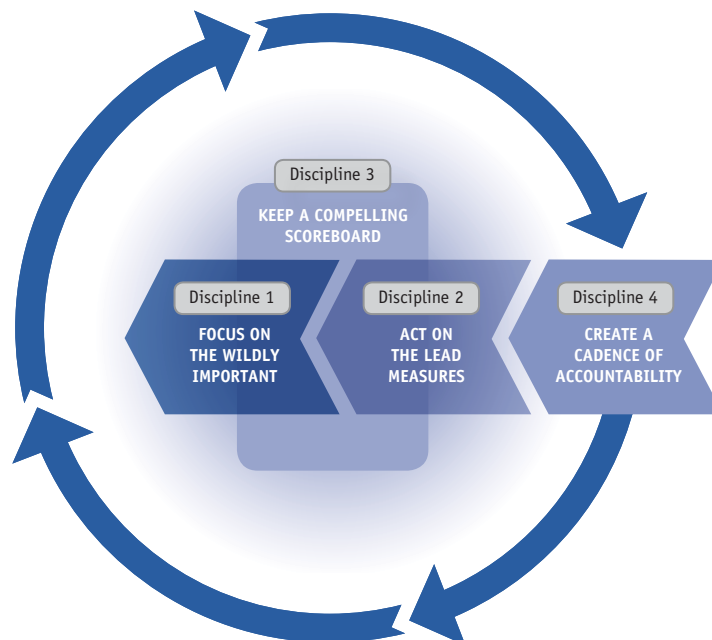 Discipline 3
KEEP A COMPELLING
SCOREBOARD
Discipline 1
FOCUS ON
THE WILDLY
IMPORTANT
Discipline 2
ACT ON
THE LEAD
MEASURES
Discipline 4
CREATE A
CADENCE OF
ACCOUNTABILITY